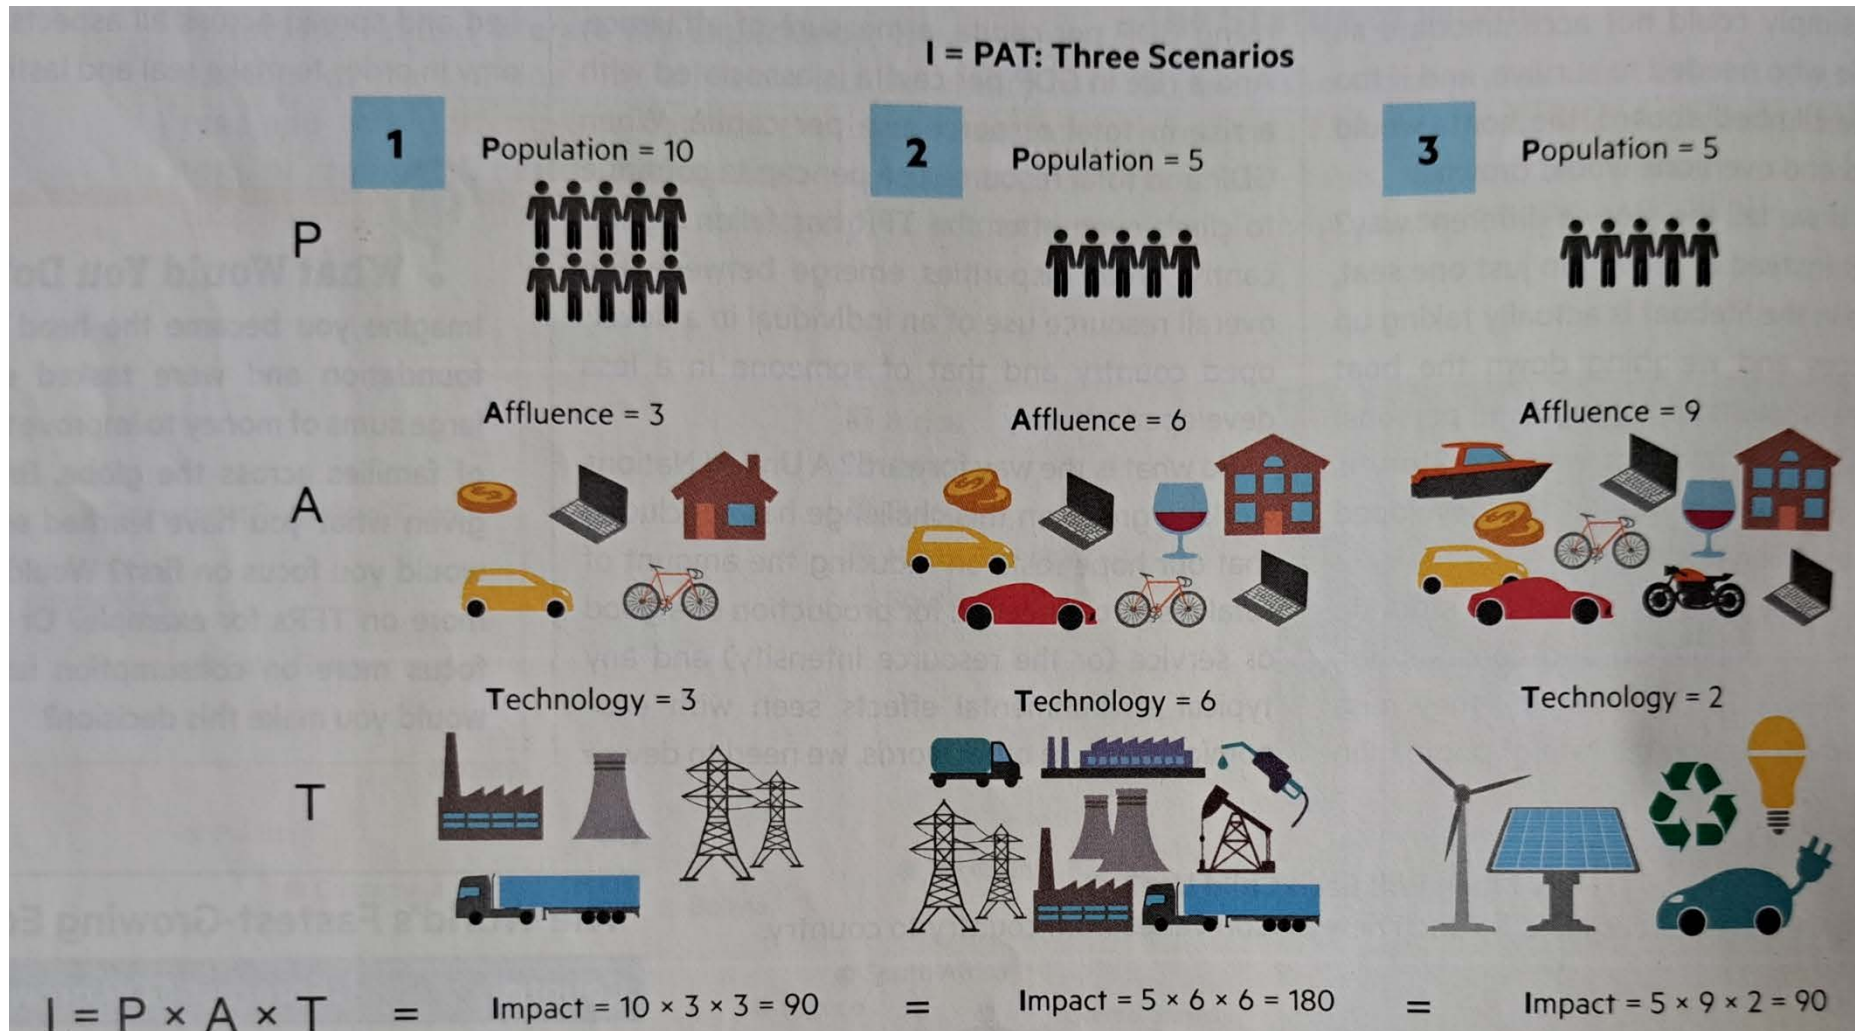 I = PAT: Three Scenarios
1
Population = 10
2
Population = 5
3
Population = 5
P
Affluence = 3
Affluence = 6
Affluence = 9
A
Technology = 3
Technology = 6
Technology = 2
T
I = P × A × T = Impact = 10 × 3 × 3 = 90 = Impact = 5 × 6 × 6 = 180 = Impact = 5 × 9 × 2 = 90